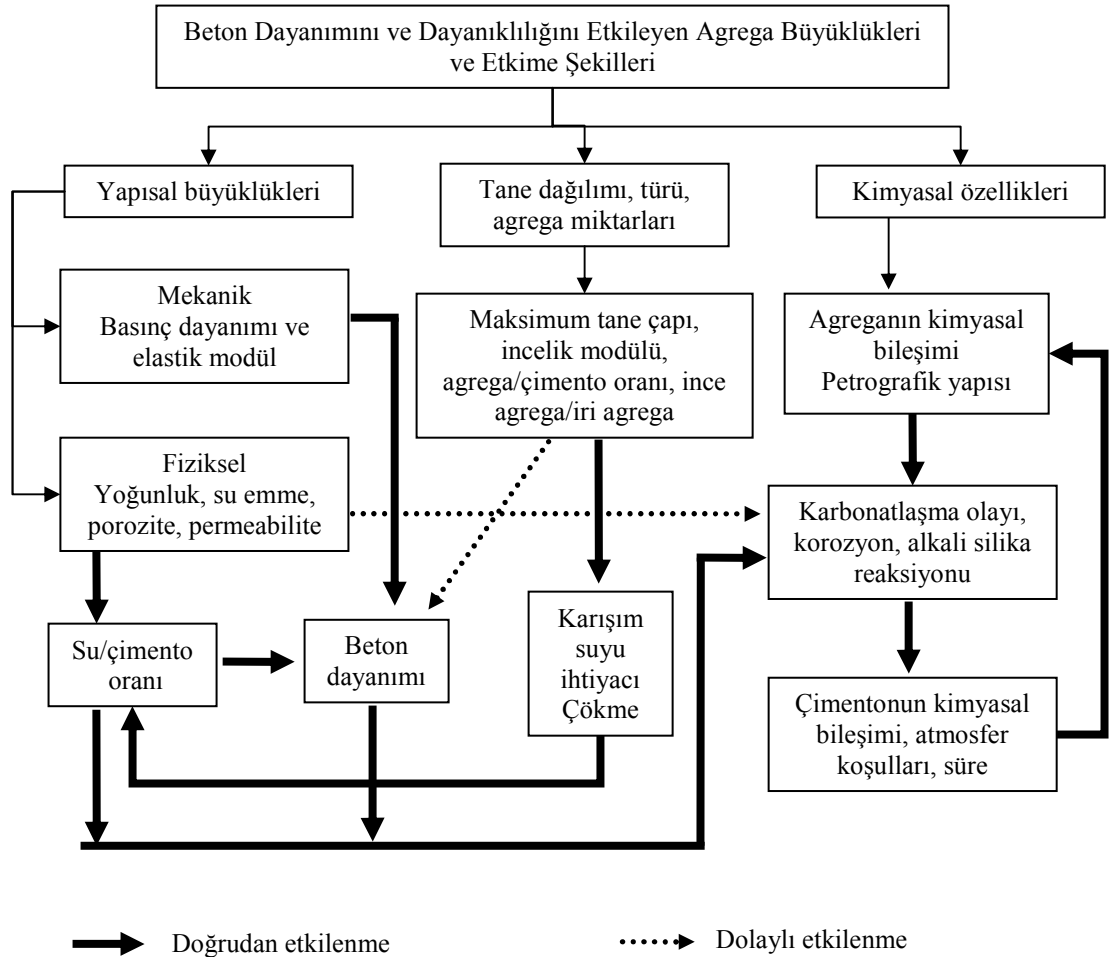 Beton Dayanımını ve Dayanıklılığını Etkileyen Agrega Büyüklükleri
ve Etkime Şekilleri
Yapısal büyüklükleri
Tane dağılımı, türü,
agrega miktarları
Kimyasal özellikleri
Mekanik
Basınç dayanımı ve
elastik modül
Maksimum tane çapı,
incelik modülü,
agrega/çimento oranı, ince
agrega/iri agrega
Agreganın kimyasal
bileşimi
Petrografik yapısı
Fiziksel
Yoğunluk, su emme,
porozite, permeabilite
Karbonatlaşma olayı,
korozyon, alkali silika
reaksiyonu
Su/çimento
oranı
Beton
dayanımı
Karışım
suyu
ihtiyacı
Çökme
Çimentonun kimyasal
bileşimi, atmosfer
koşulları, süre
Doğrudan etkilenme
Dolaylı etkilenme